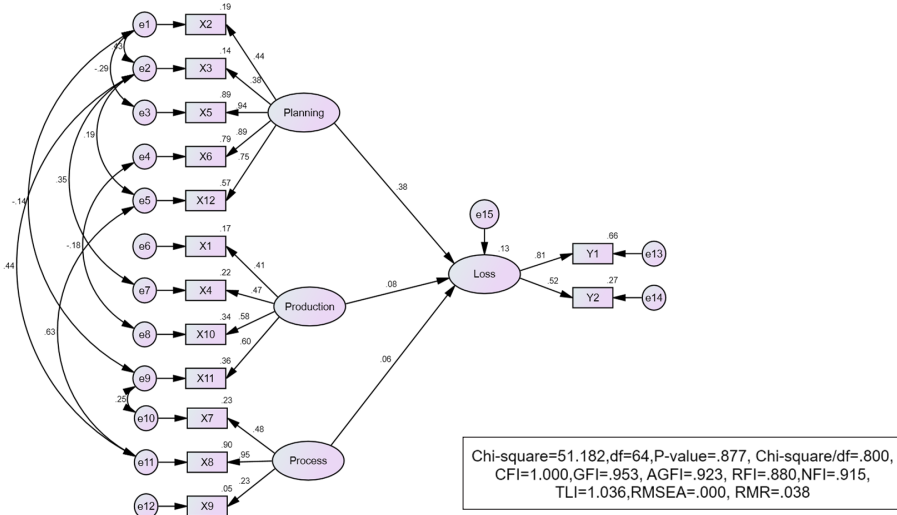 .19
e1 X2
.43 .44
-.29 .14
e2 X3
.38
.89
e3 X5 .94 Planning
.79 .89
e4 X6
.19 .75
.57
e5 X12
.38
.35
-.14 .17
e6 X1
-.18 .22 .41
e7 X4 .47
.44 .34 .58 Production .08
e8 X10
.63 .36 .60
e9 X11
.06
.25 .23
e10 X7 .48
.90
e11 X8 .95 Process
.05 .23
e12 X9
e15
.13 .66
.81 Y1 e13
Loss
.52 .27
Y2 e14
Chi-square=51.182,df=64,P-value=.877, Chi-square/df=.800,
CFI=1.000,GFI=.953, AGFI=.923, RFI=.880,NFI=.915,
TLI=1.036,RMSEA=.000, RMR=.038